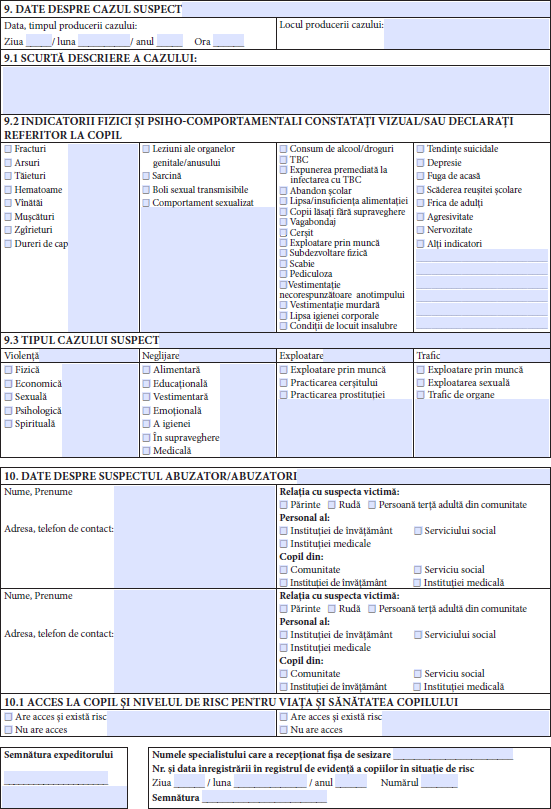 9. DATE DESPRE CAZUL SUSPECT
Data, timpul producerii cazului:
Ziua _____/ luna __________/ anul _____ Ora ______
Locul producerii cazului:
9.1 SCURTĂ DESCRIERE A CAZULUI:
9.2 INDICATORII FIZICI ȘI PSIHO-COMPORTAMENTALI CONSTATAȚI VIZUAL/SAU DECLARAȚI
REFERITOR LA COPIL
Fracturi
Arsuri
Tăieturi
Hematoame
Vînătăi
Mușcături
Zgîrieturi
Dureri de cap
Leziuni ale organelor
genitale/anusului
Sarcină
Boli sexual transmisibile
Comportament sexualizat
Consum de alcool/droguri
TBC
Expunerea premediată la
infectarea cu TBC
Abandon școlar
Lipsa/insuficiența alimentației
Copii lăsați fără supraveghere
Vagabondaj
Cerșit
Exploatare prin muncă
Subdezvoltare fizică
Scabie
Pediculoza
Vestimentație
necorespunzătoare anotimpului
Vestimentație murdară
Lipsa igienei corporale
Condiții de locuit insalubre
Tendințe suicidale
Depresie
Fuga de acasă
Scăderea reușitei școlare
Frica de adulți
Agresivitate
Nervozitate
Alți indicatori
9.3 TIPUL CAZULUI SUSPECT
Violență
Fizică
Economică
Sexuală
Psihologică
Spirituală
Neglijare
Alimentară
Educațională
Vestimentară
Emoțională
A igienei
În supraveghere
Medicală
Exploatare
Exploatare prin muncă
Practicarea cerșitului
Practicarea prostituției
Trafic
Exploatare prin muncă
Exploatarea sexuală
Trafic de organe
10. DATE DESPRE SUSPECTUL ABUZATOR/ABUZATORI
Nume, Prenume
Adresa, telefon de contact:
Relația cu suspecta victimă:
Părinte Rudă Persoană terță adultă din comunitate
Personal al:
Instituției de învățământ Serviciului social
Instituției medicale
Copil din:
Comunitate Serviciu social
Instituției de învățământ Instituției medicală
Nume, Prenume
Adresa, telefon de contact:
Relația cu suspecta victimă:
Părinte Rudă Persoană terță adultă din comunitate
Personal al:
Instituției de învățământ Serviciului social
Instituției medicale
Copil din:
Comunitate Serviciu social
Instituției de învățământ Instituției medicală
10.1 ACCES LA COPIL ȘI NIVELUL DE RISC PENTRU VIAȚA ȘI SĂNĂTATEA COPILULUI
Are acces și există risc
Nu are acces
Are acces și există risc
Nu are acces
Semnătura expeditorului
____________________
Numele specialistului care a recepționat fișa de sesizare ______________________
Nr. și data înregistrării în registrul de evidență a copiilor în situație de risc
Ziua ______ / luna ______________ / anul ______ Numărul _______
Semnătura ________________________